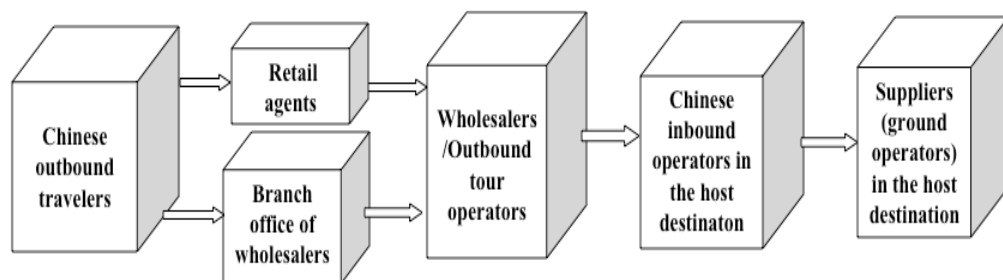 Chinese
outbound
travelers
Retail
agents
Branch
office of
wholesalers
Wholesalers
/Outbound
tour
operators
Chinese
inbound
operators in
the host
destinaton
Suppliers
(ground
operators)
in the host
destination